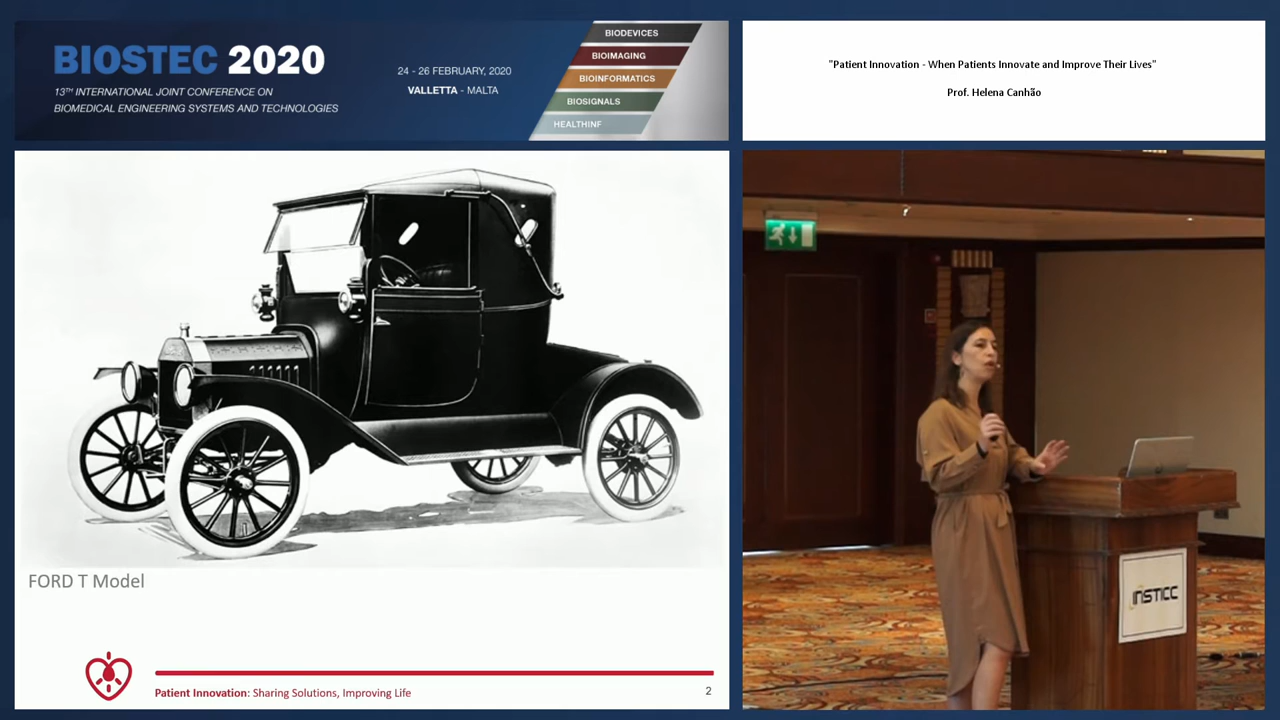 BIOSTEC 2020
13TH INTERNATIONAL JOINT CONFERENCE ON
BIOMEDICAL ENGINEERING SYSTEMS AND TECHNOLOGIES
24 - 26 FEBRUARY, 2020
VALLETTA - MALTA
BIODEVICES
BIOIMAGING
BIOINFORMATICS
BIOSIGNALS
HEALTHINF
"Patient Innovation - When Patients Innovate and Improve Their Lives"
Prof. Helena Canhão
FORD T Model
Patient Innovation: Sharing Solutions, Improving Life
2
INSTICC